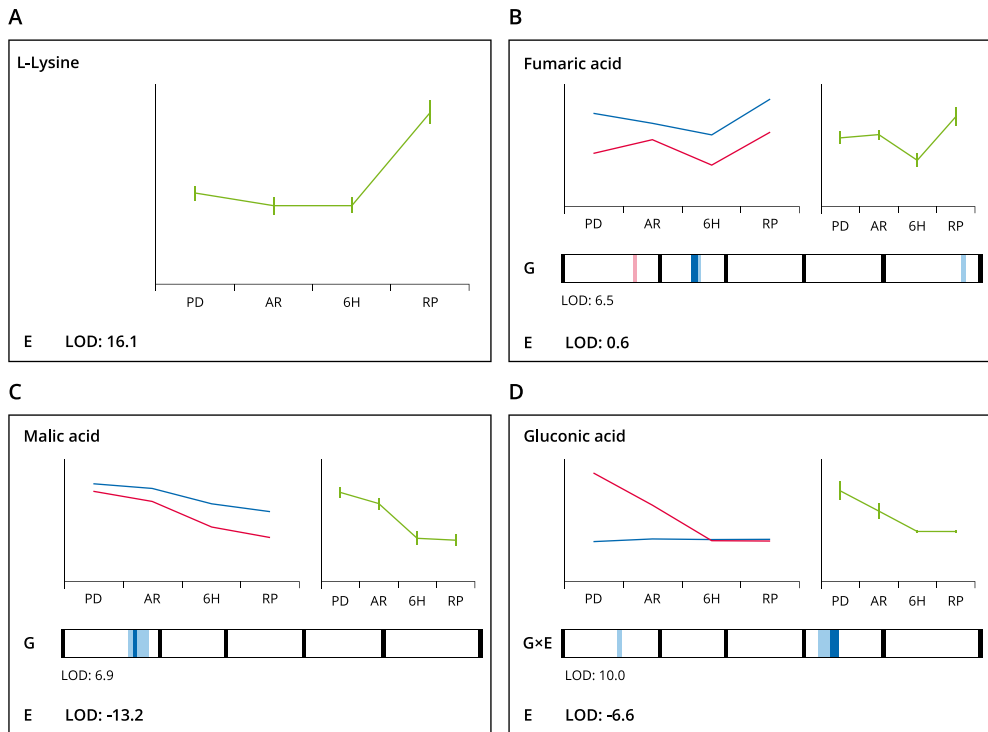 A
L-Lysine
PD AR 6H RP
E LOD: 16.1
B
Fumaric acid
PD AR 6H RP
PD AR 6H RP
G
LOD: 6.5
E LOD: 0.6
C
Malic acid
PD AR 6H RP
PD AR 6H RP
G
LOD: 6.9
E LOD: -13.2
D
Gluconic acid
PD AR 6H RP
PD AR 6H RP
G×E
LOD: 10.0
E LOD: -6.6